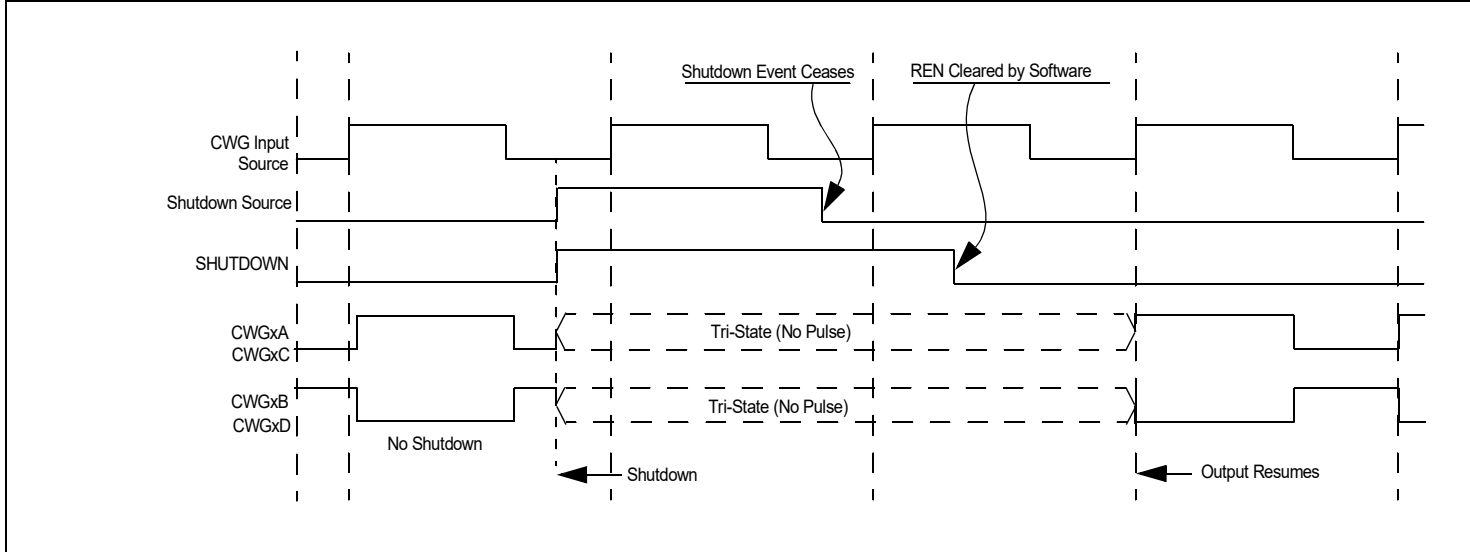 Shutdown Event Ceases
REN Cleared by Software
CWG Input
Source
Shutdown Source
SHUTDOWN
CWGxA
CWGxC
Tri-State (No Pulse)
CWGxB
CWGxD
Tri-State (No Pulse)
No Shutdown
Shutdown
Output Resumes